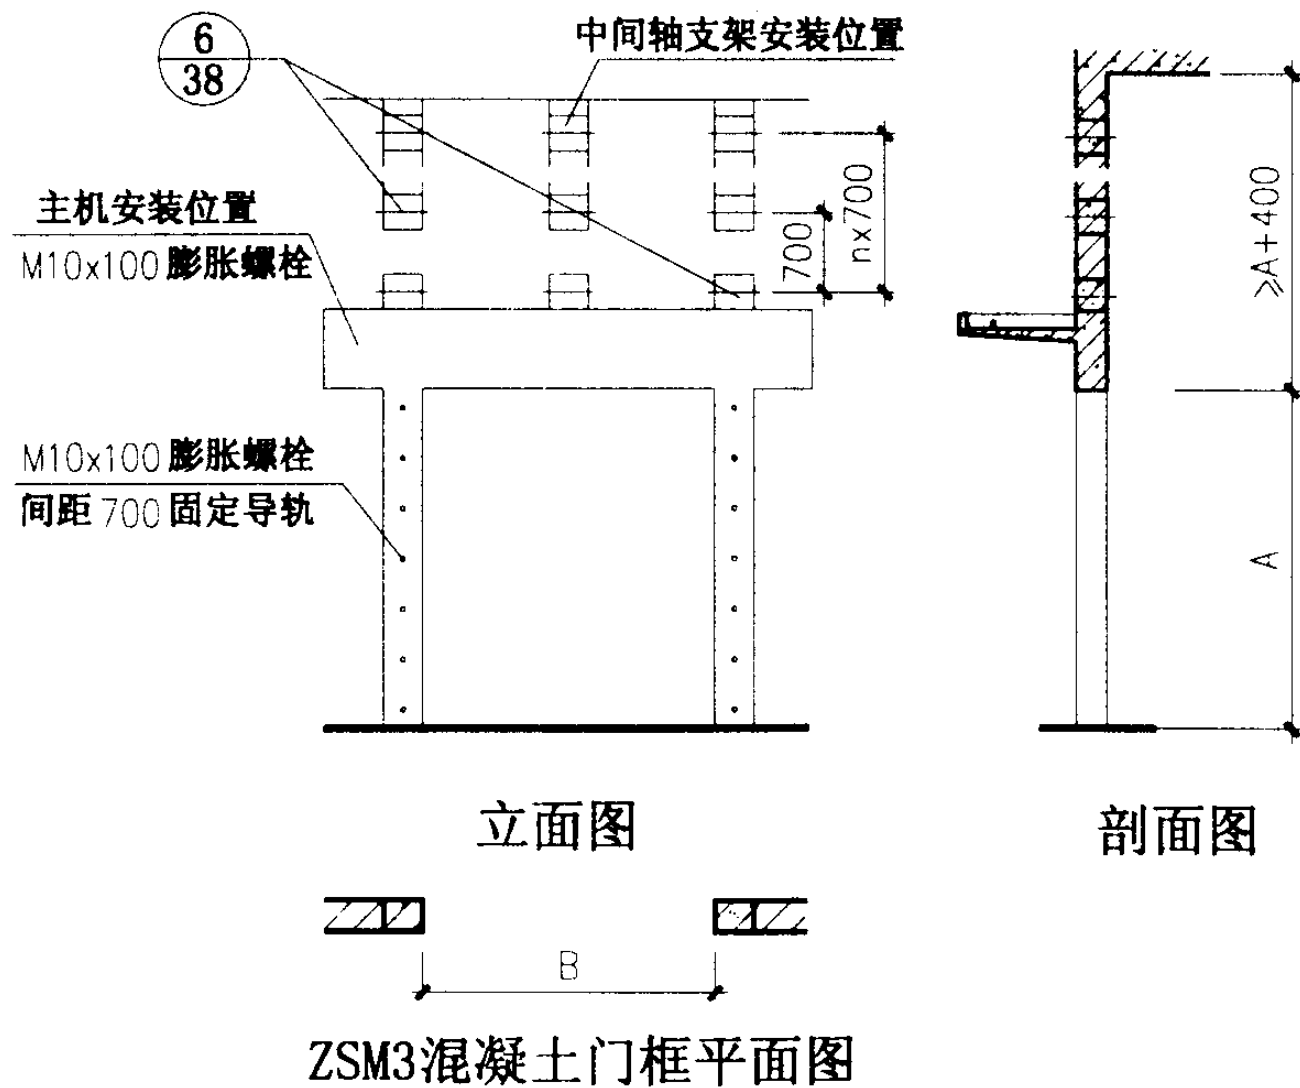 6
38
中间轴支架安装位置
主机安装位置
M10x100膨胀螺栓
700
nx700
≥A+400
M10x100膨胀螺栓
间距700固定导轨
A
立面图
剖面图
B
ZSM3混凝土门框平面图